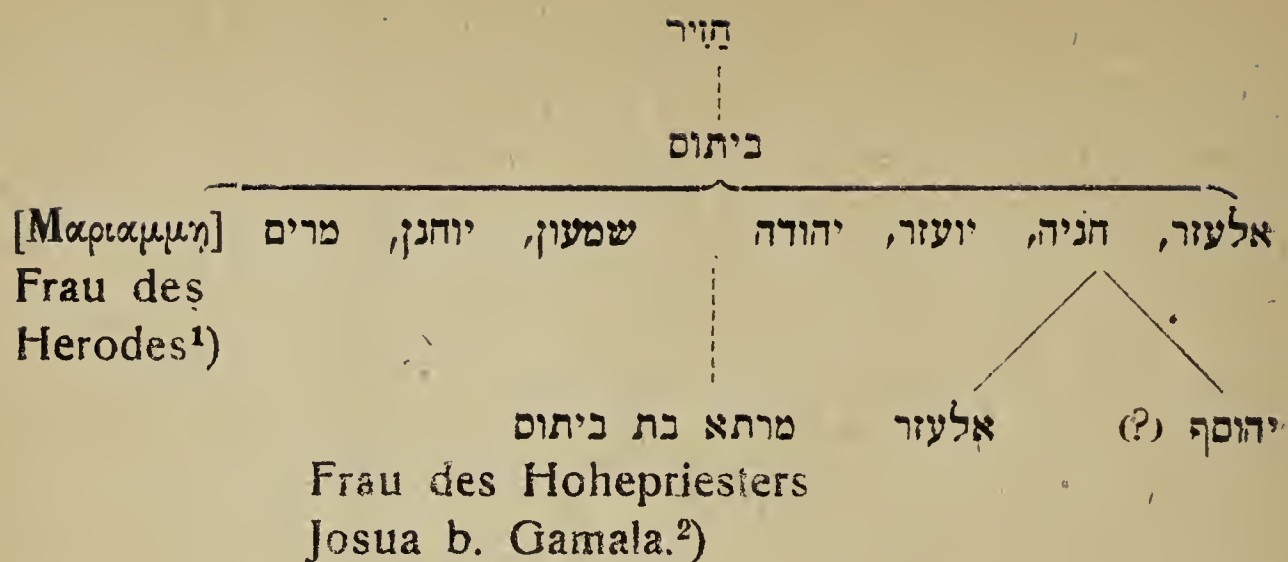 חֵזִיר
ביתוס
אלעזר, חניה, יועזר, יהודה שמעון, יוחנן, מרים [Μαριαμμη]
Frau des
Herodes¹)
יהוסף (?) אלעזר מרתא בת ביתוס
Frau des Hohepriesters
Josua b. Gamala.²)